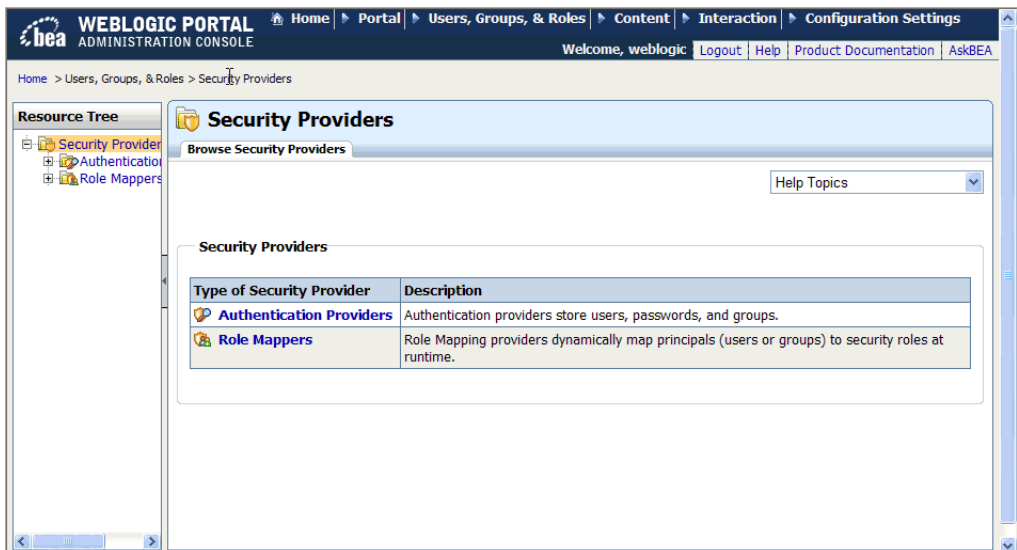 bea WEBLOGIC PORTAL
ADMINISTRATION CONSOLE
Home Portal Users, Groups, & Roles Content Interaction Configuration Settings
Welcome, weblogic Logout Help Product Documentation AskBEA
Home > Users, Groups, & Roles > Security Providers
Resource Tree
Security Provider
Authentication
Role Mappers
Security Providers
Browse Security Providers
Help Topics
Security Providers
Type of Security Provider Description
Authentication Providers Authentication providers store users, passwords, and groups.
Role Mappers Role Mapping providers dynamically map principals (users or groups) to security roles at
runtime.